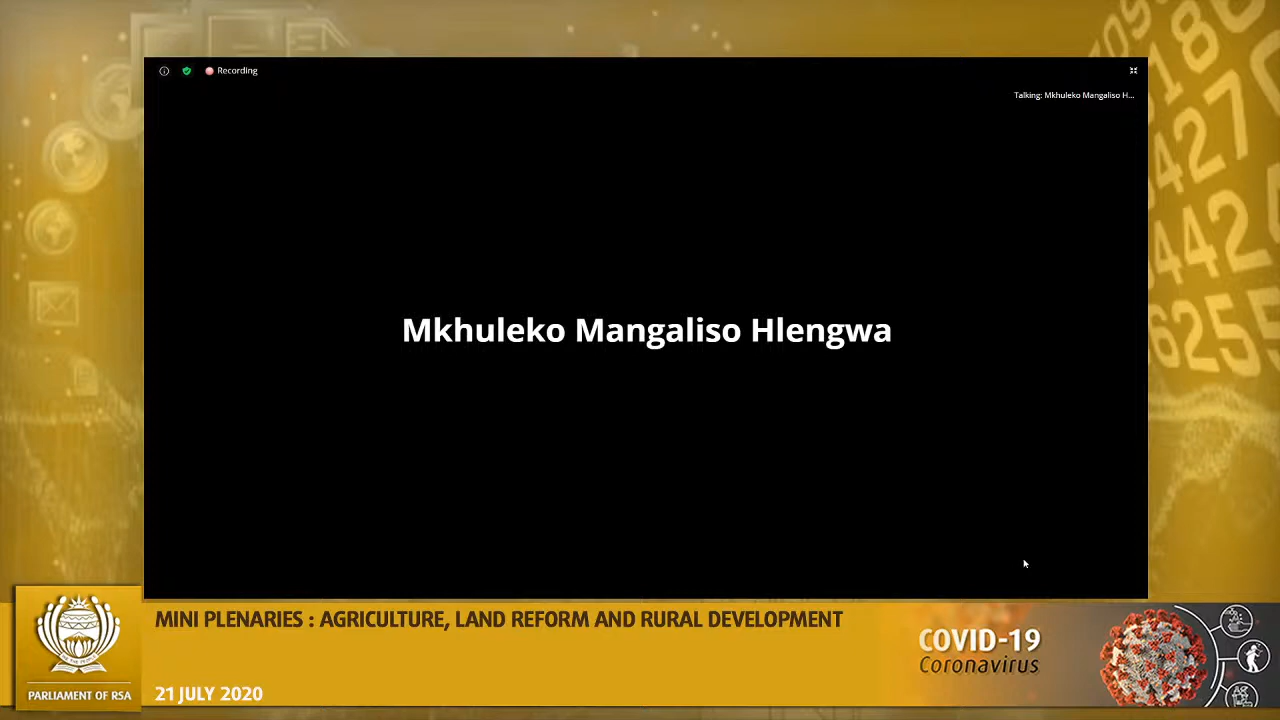 Recording
Talking: Mkhuleko Mangaliso H...
Mkhuleko Mangaliso Hlengwa
MINI PLENARIES : AGRICULTURE, LAND REFORM AND RURAL DEVELOPMENT
21 JULY 2020
PARLIAMENT OF RSA
COVID-19
Coronavirus